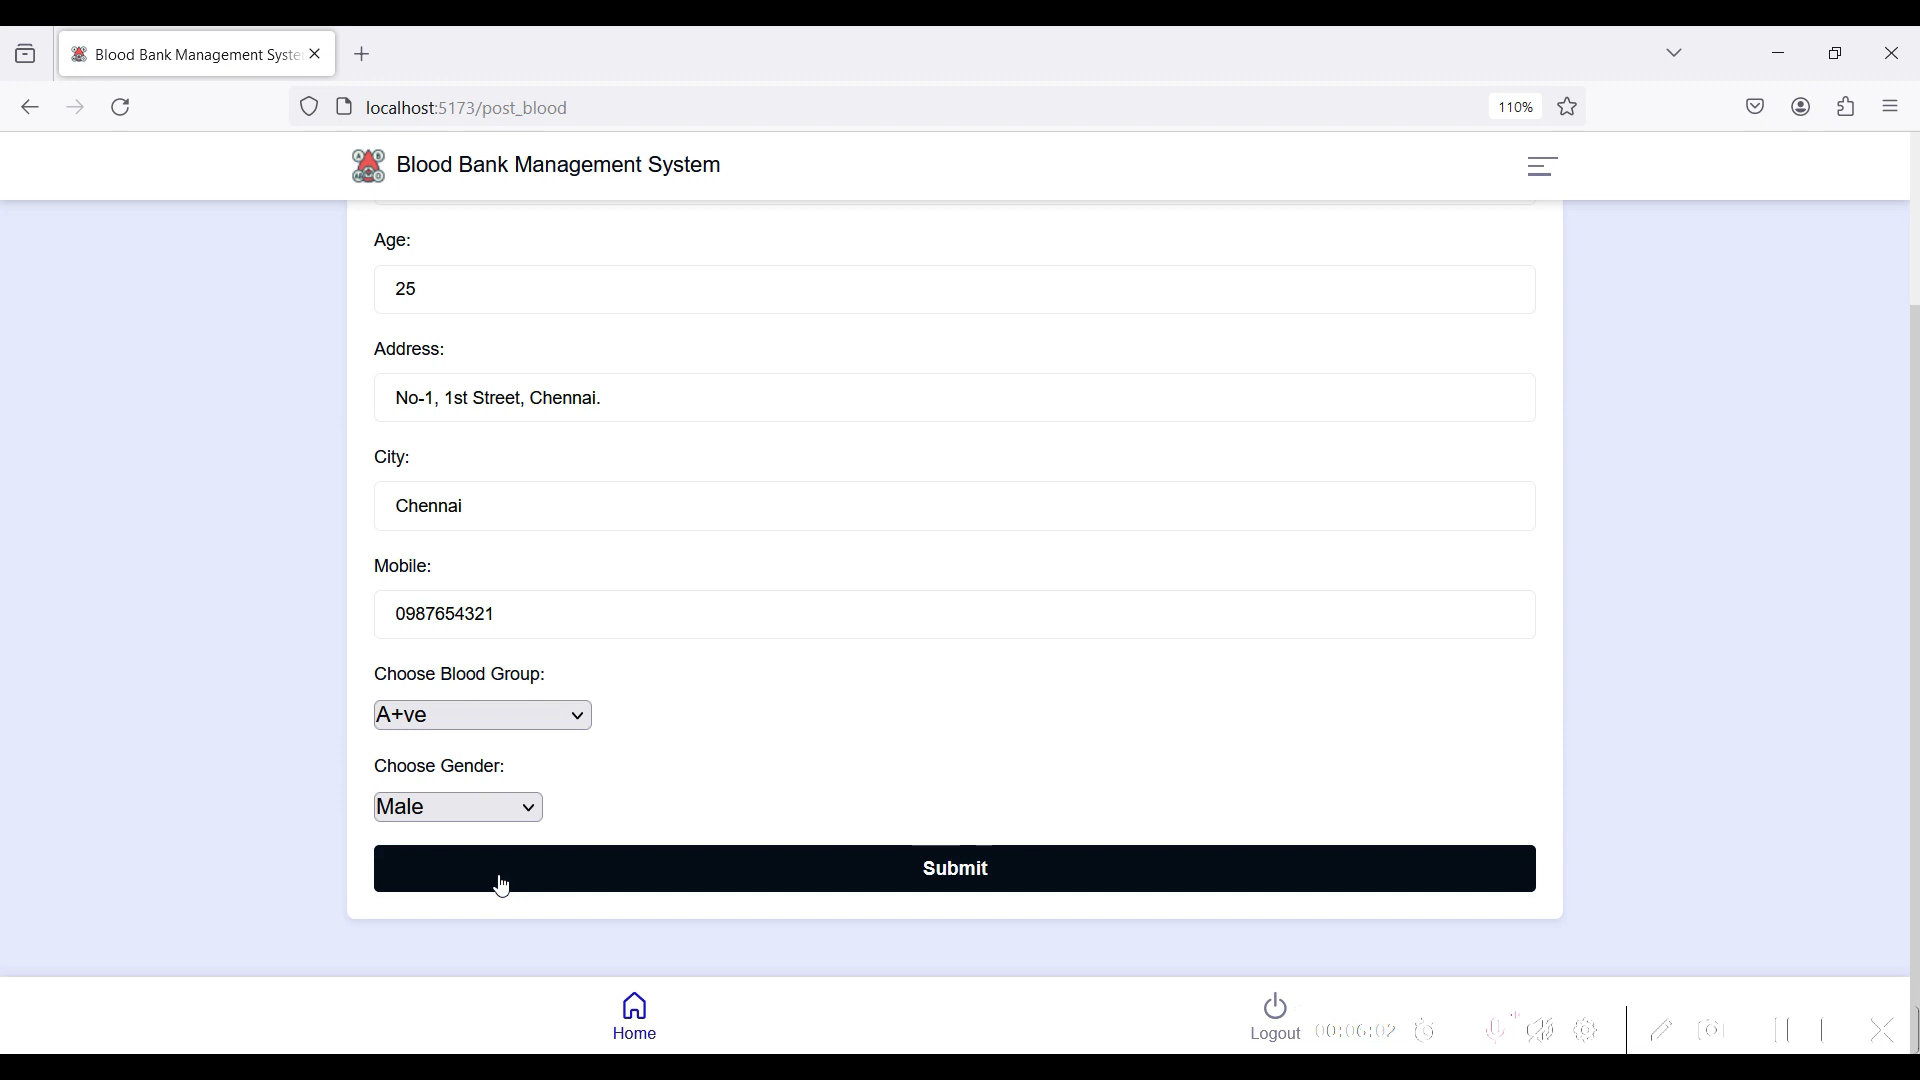 Blood Bank Management Syste
localhost:5173/post_blood
110%
Blood Bank Management System
Age:
25
Address:
No-1, 1st Street, Chennai.
City:
Chennai
Mobile:
0987654321
Choose Blood Group:
A+ve
Choose Gender:
Male
Submit
Home
Logout
00:06:02